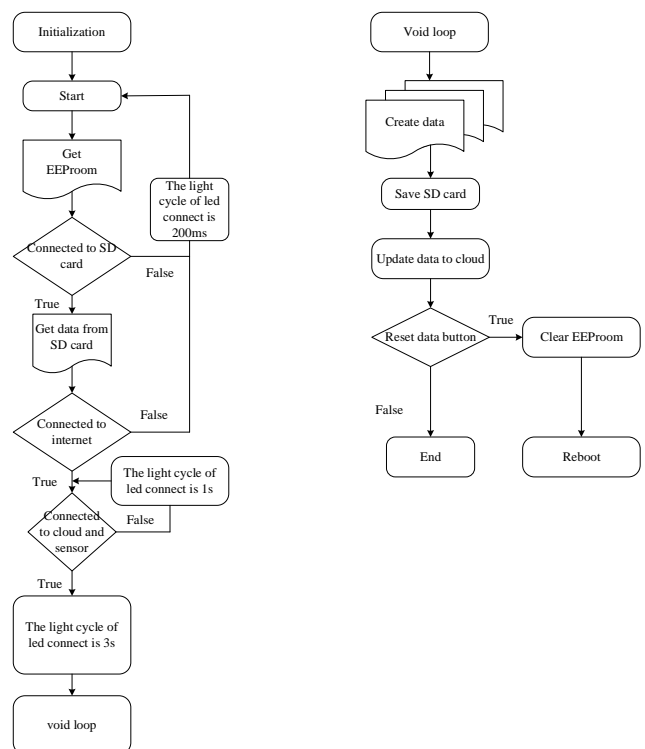 Initialization
Start
Get
EEProom
The light
cycle of led
connect is
200ms
Connected to SD
card
False
True
Get data from
SD card
Connected to
internet
False
True
The light cycle of
led connect is 1s
Connected
to cloud and
sensor
False
True
The light cycle of
led connect is 3s
void loop
Void loop
Create data
Save SD card
Update data to cloud
Reset data button
True
Clear EEProom
False
End
Reboot